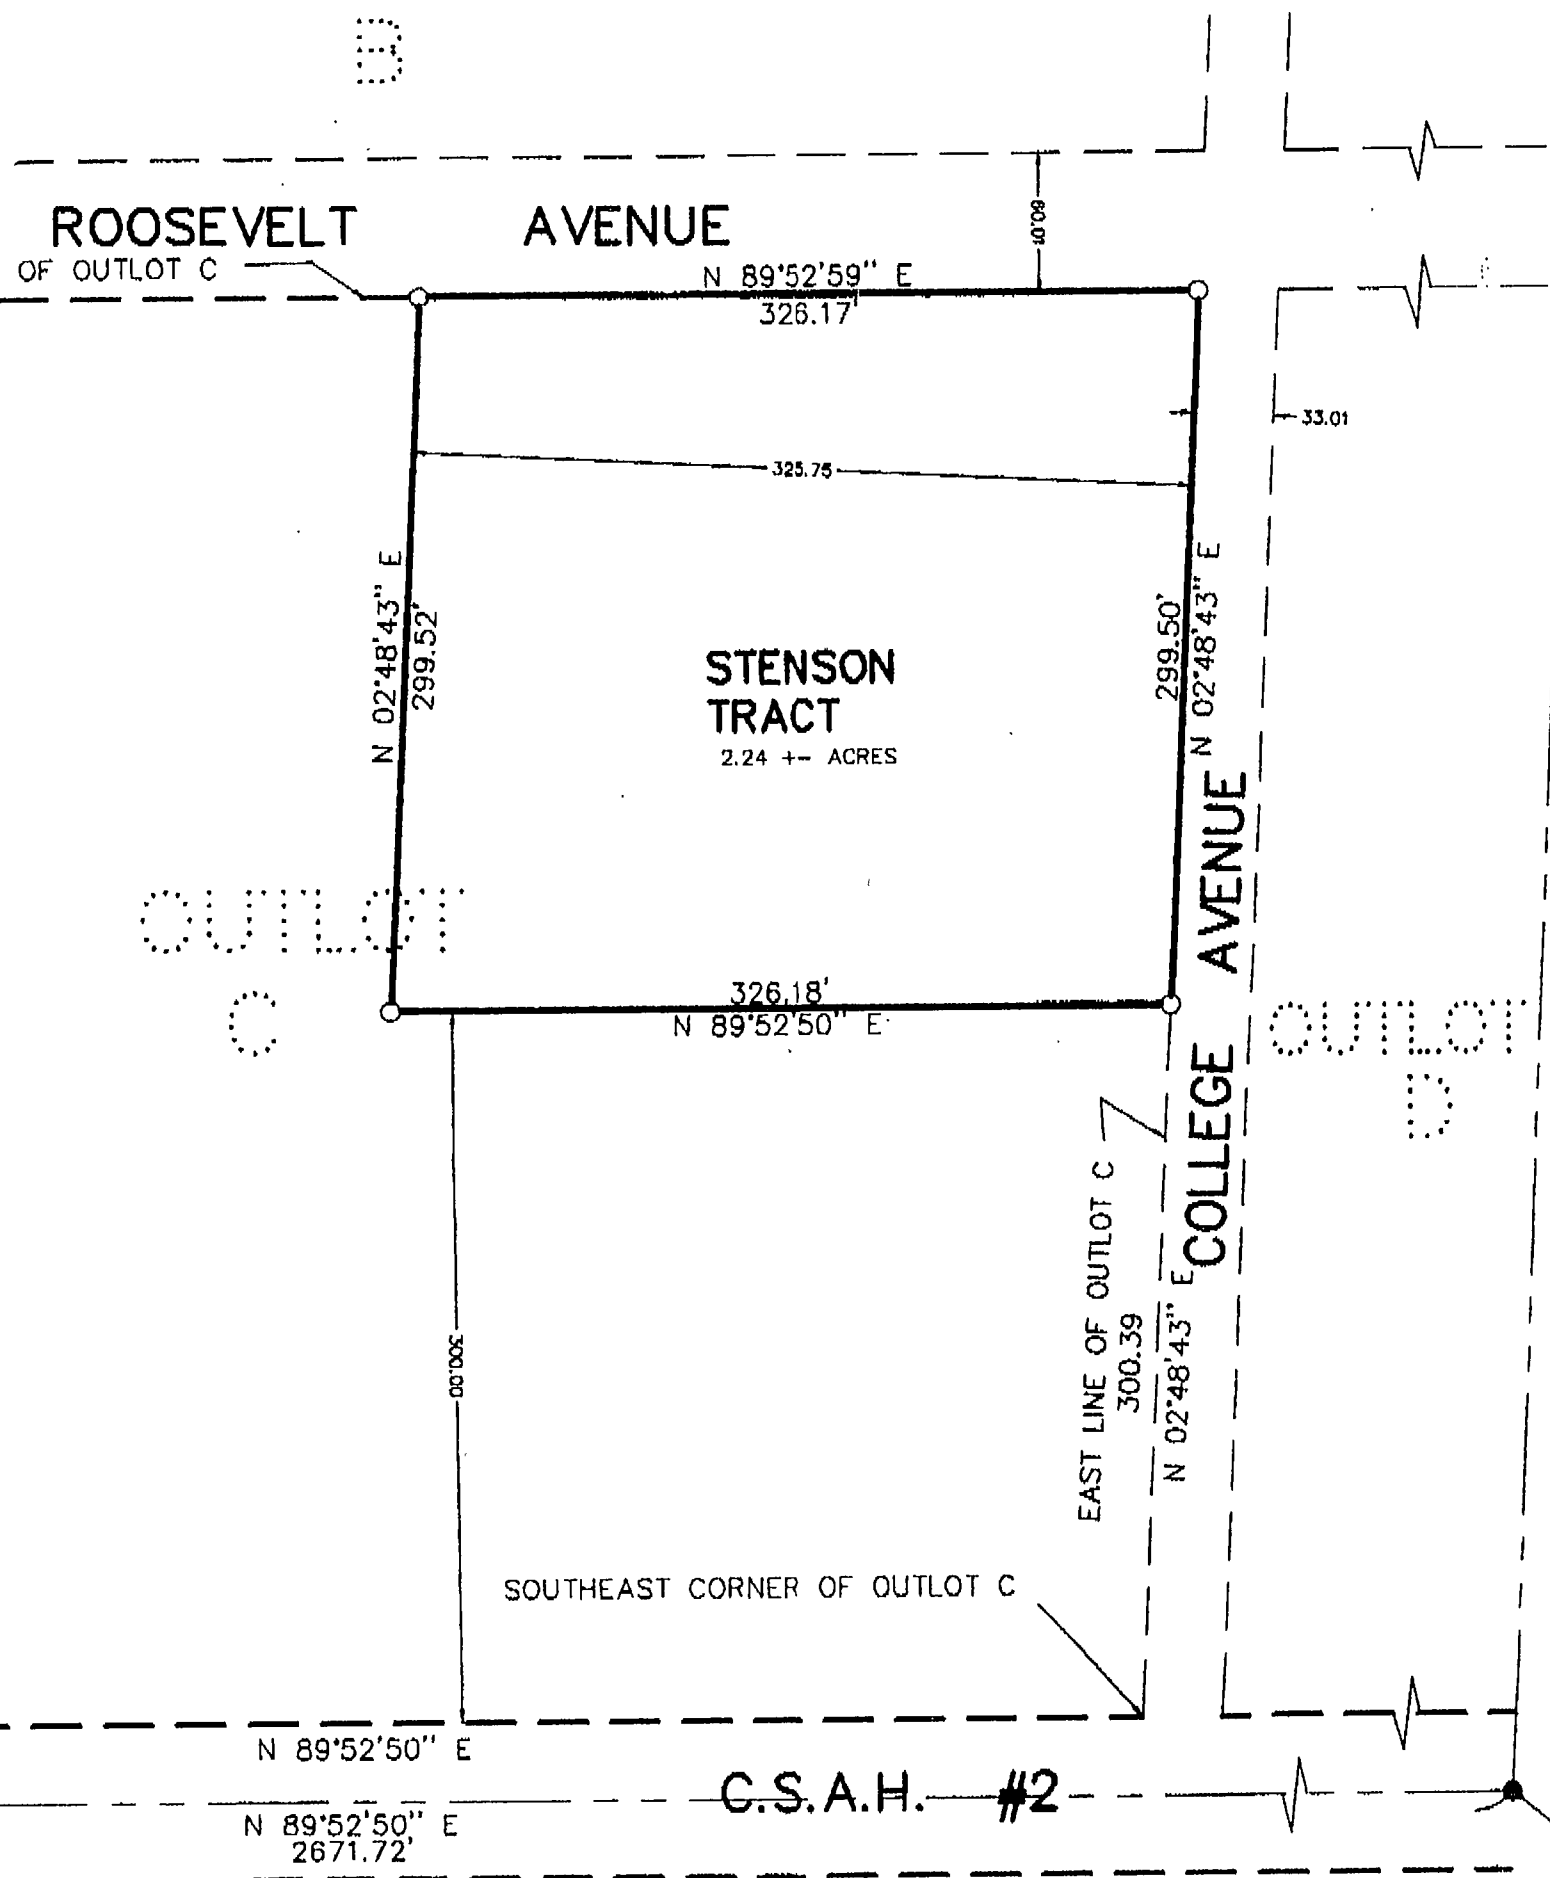 B
ROOSEVELT AVENUE
60.01
OF OUTLOT C
N 89°52'59" E
326.17'
33.01
325.75
N 02°48'43" E
299.52'
299.50'
N 02°48'43" E
STENSON
TRACT
2.24 +- ACRES
COLLEGE AVENUE
OUTLOT
C
326.18'
N 89°52'50" E
OUTLOT
D
EAST LINE OF OUTLOT C
300.39
N 02°48'43" E
300.00
SOUTHEAST CORNER OF OUTLOT C
N 89°52'50" E
C.S.A.H. #2
N 89°52'50" E
2671.72'